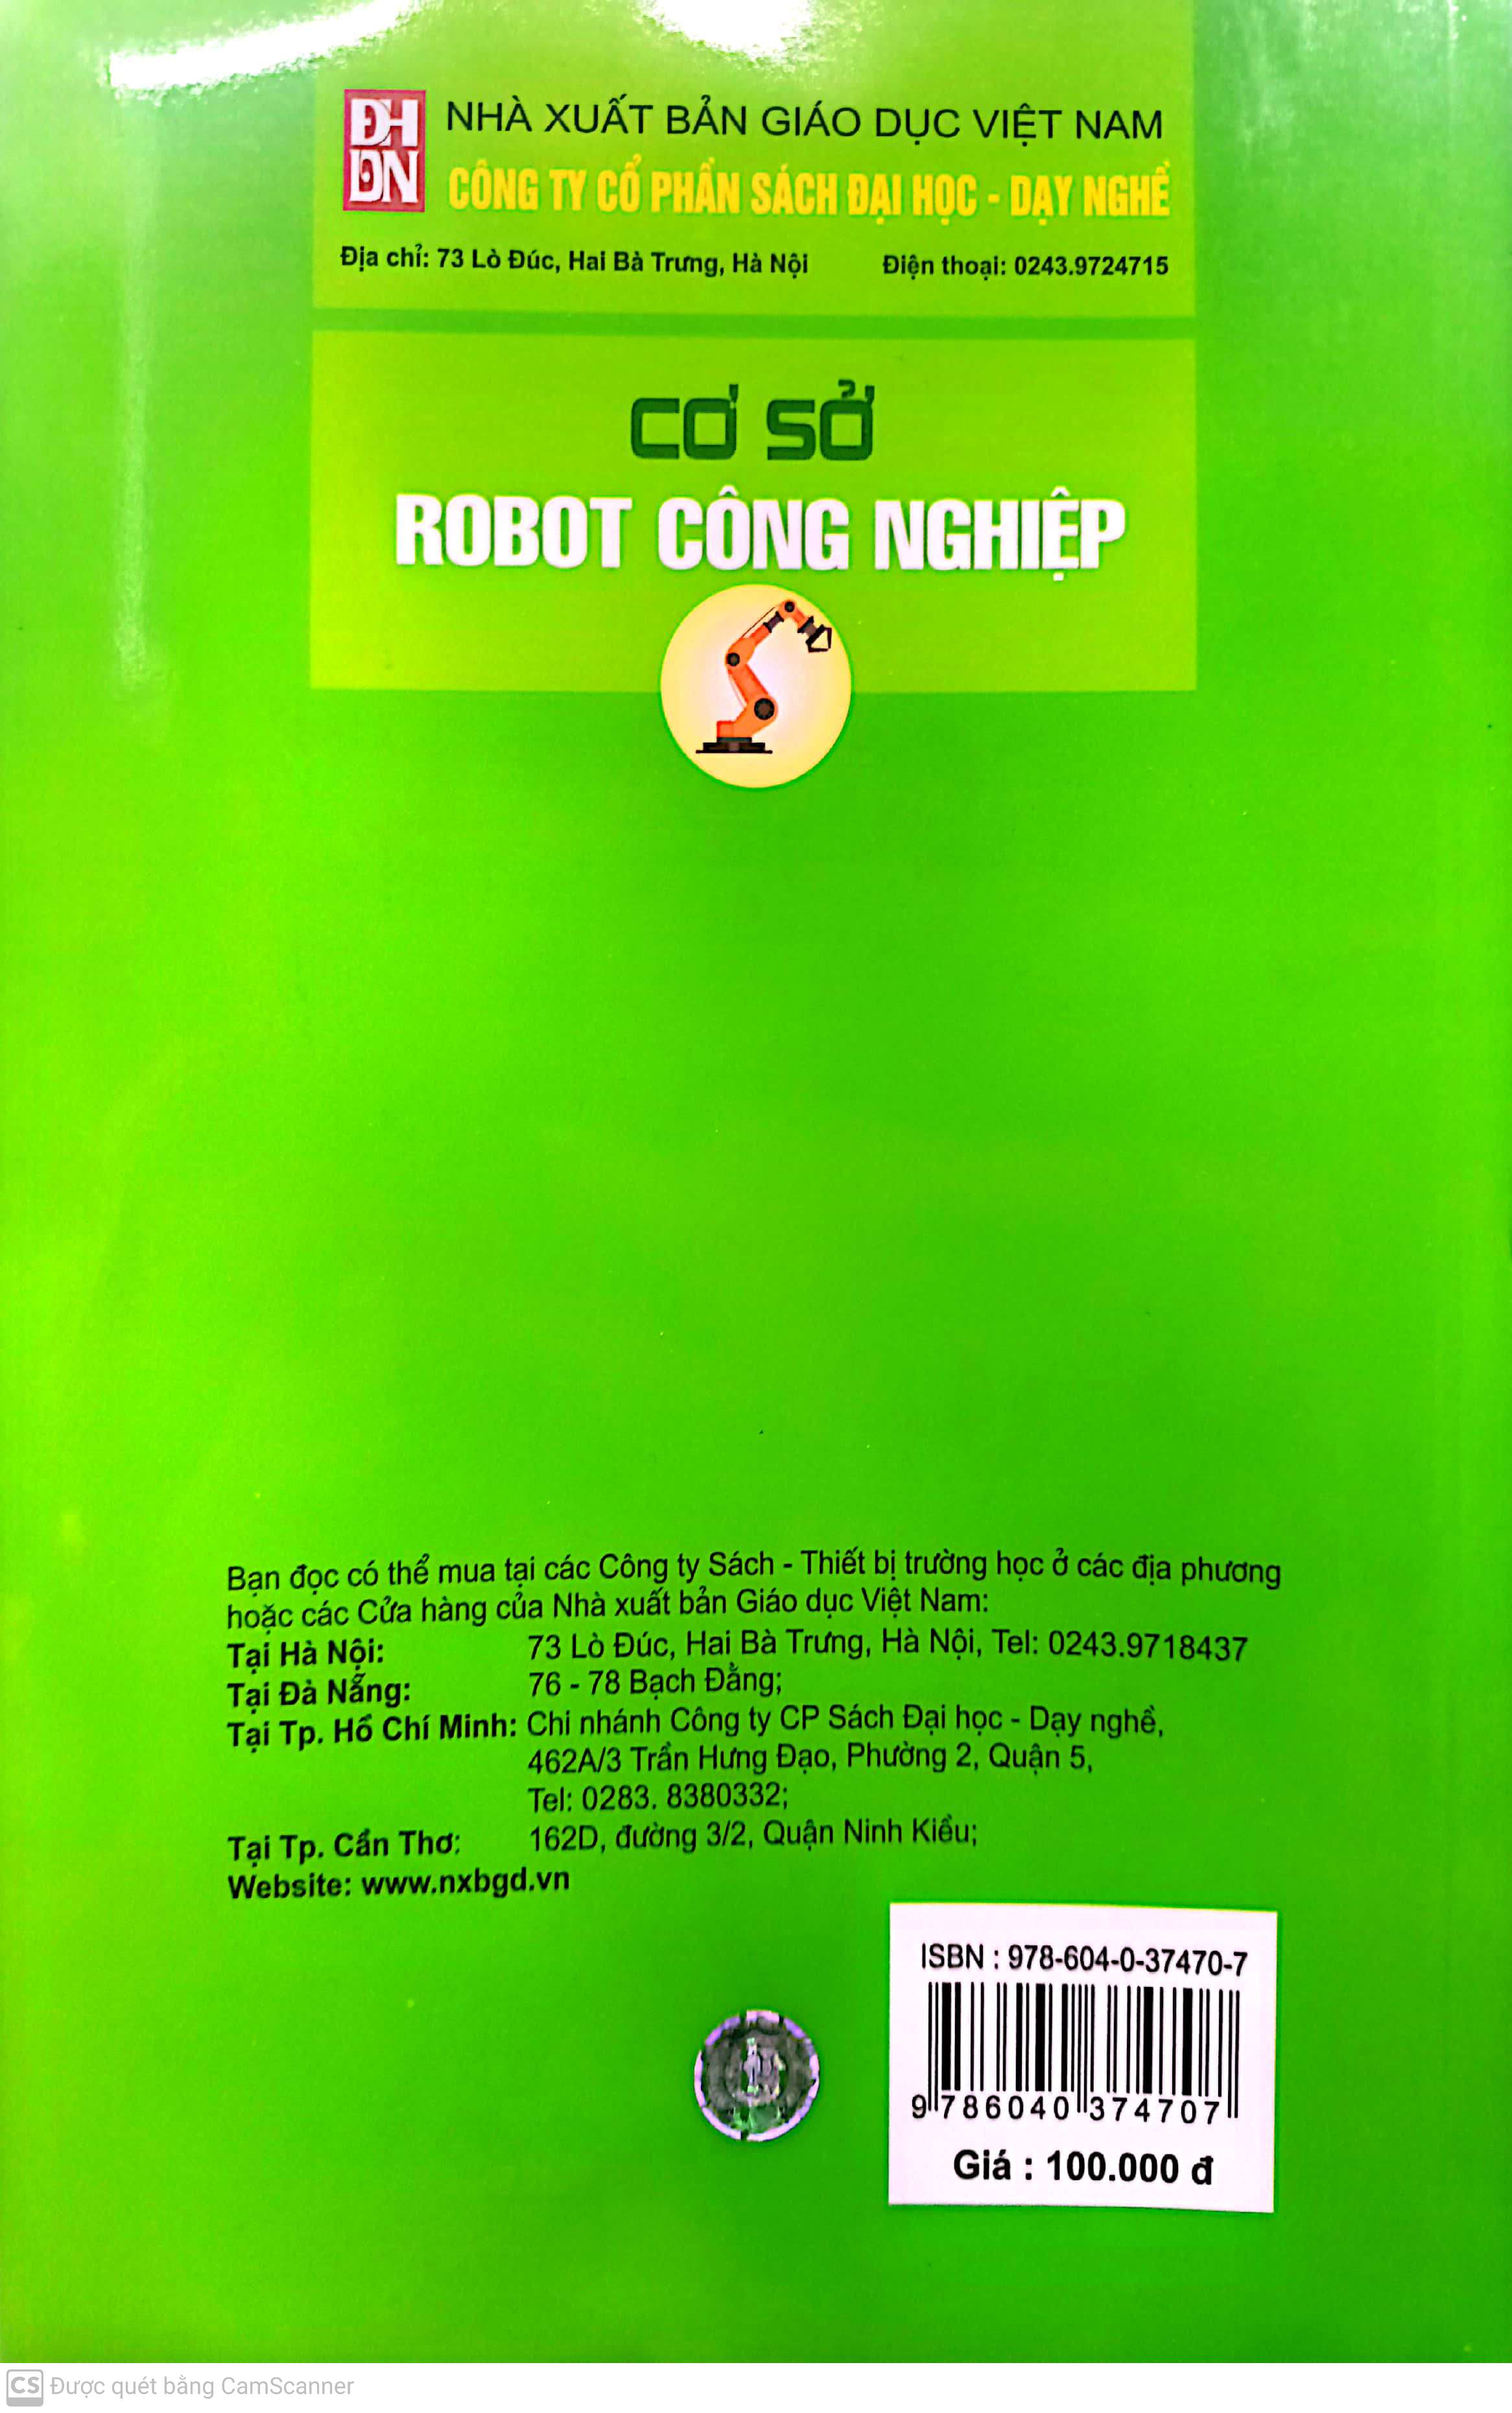 ĐH
DN
NHÀ XUẤT BẢN GIÁO DỤC VIỆT NAM
CÔNG TY CỔ PHẦN SÁCH ĐẠI HỌC - DẠY NGHỀ
Địa chỉ: 73 Lò Đúc, Hai Bà Trưng, Hà Nội Điện thoại: 0243.9724715
CƠ SỞ
ROBOT CÔNG NGHIỆP
Bạn đọc có thể mua tại các Công ty Sách - Thiết bị trường học ở các địa phương
hoặc các Cửa hàng của Nhà xuất bản Giáo dục Việt Nam:
Tại Hà Nội: 73 Lò Đúc, Hai Bà Trưng, Hà Nội, Tel: 0243.9718437
Tại Đà Nẵng: 76 - 78 Bạch Đằng;
Tại Tp. Hồ Chí Minh: Chi nhánh Công ty CP Sách Đại học - Dạy nghề,
462A/3 Trần Hưng Đạo, Phường 2, Quận 5,
Tel: 0283. 8380332;
Tại Tp. Cần Thơ: 162D, đường 3/2, Quận Ninh Kiều;
Website: www.nxbgd.vn
ISBN : 978-604-0-37470-7
9 786040 374707
Giá : 100.000 đ
CS Được quét bằng CamScanner